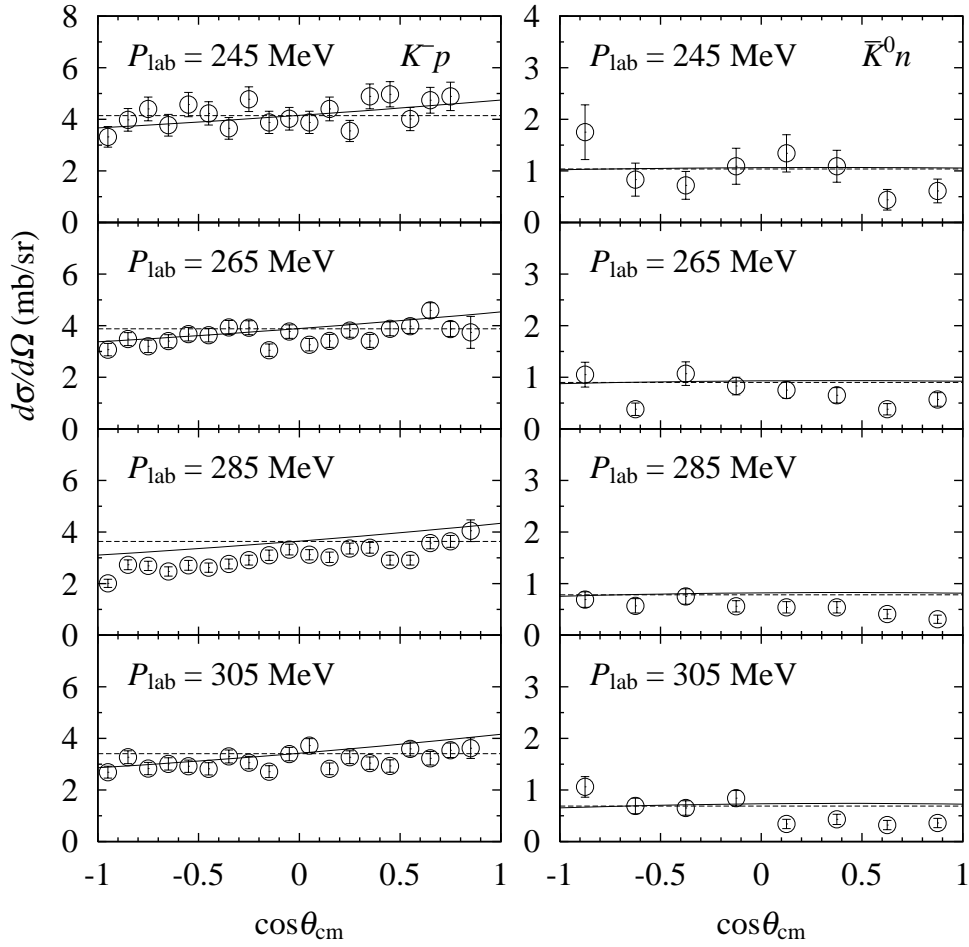 dσ/dΩ (mb/sr)
8
6
4
2
0
P_lab = 245 MeV K⁻p
6
4
2
0
P_lab = 265 MeV
6
4
2
0
P_lab = 285 MeV
6
4
2
0
P_lab = 305 MeV
-1 -0.5 0 0.5 1
cosθ_cm
4
3
2
1
0
P_lab = 245 MeV K̅⁰n
3
2
1
0
P_lab = 265 MeV
3
2
1
0
P_lab = 285 MeV
3
2
1
0
P_lab = 305 MeV
-1 -0.5 0 0.5 1
cosθ_cm